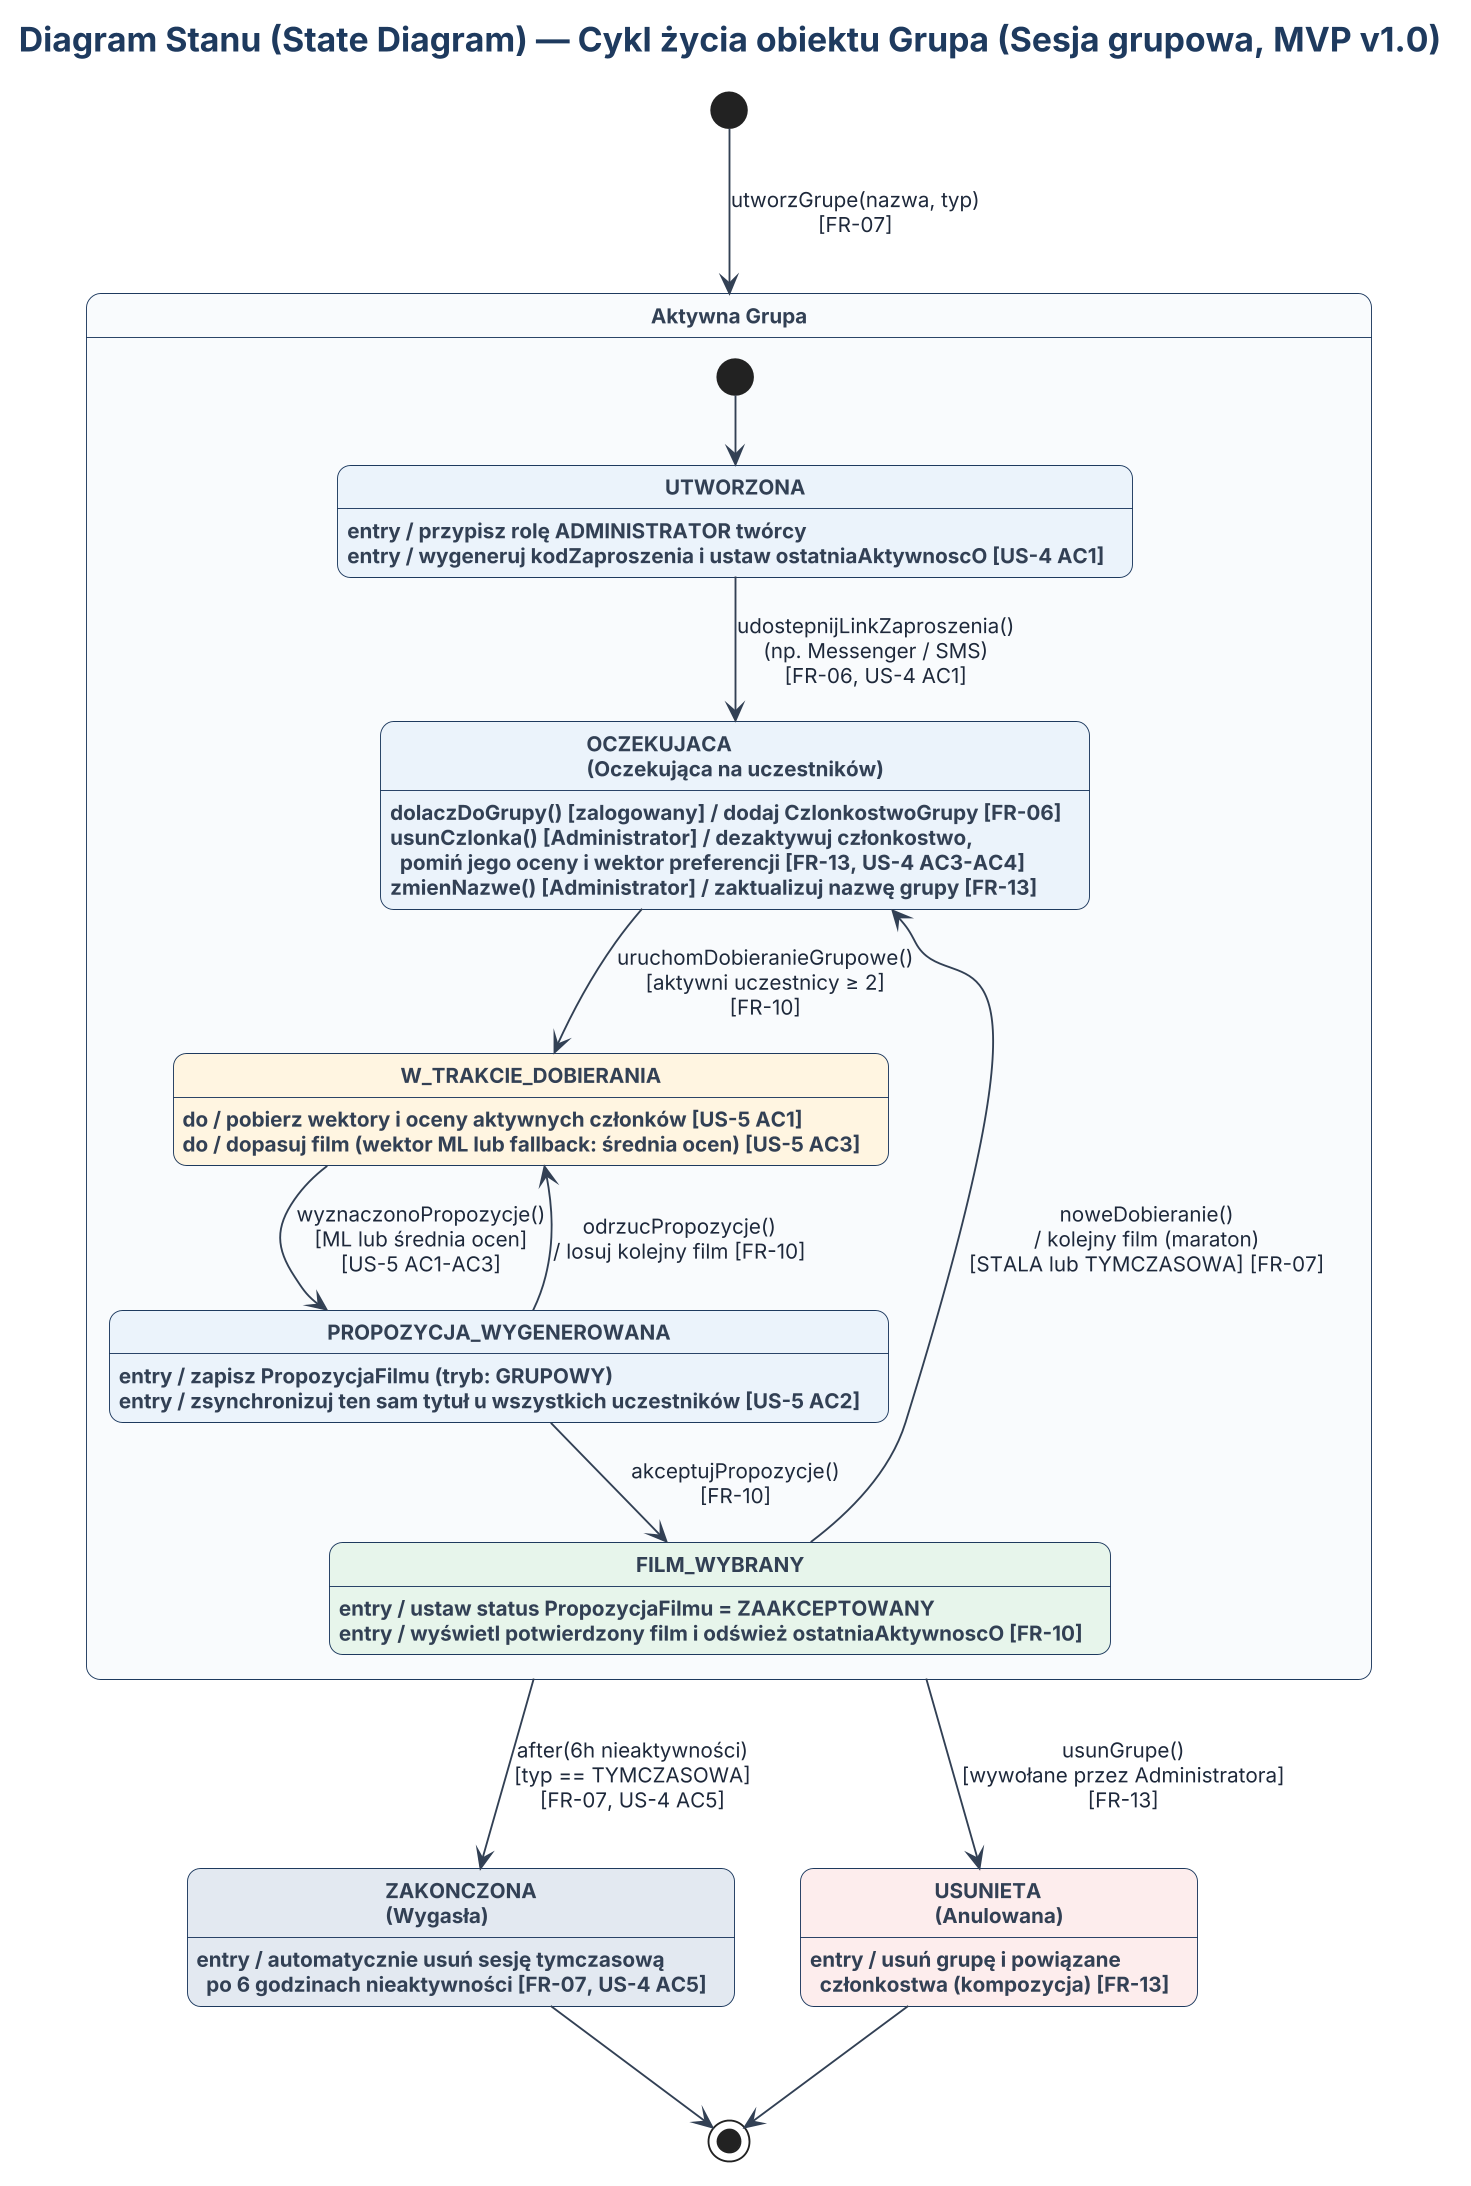 Diagram Stanu (State Diagram) — Cykl życia obiektu Grupa (Sesja grupowa, MVP v1.0)
utworzGrupe(nazwa, typ)
[FR-07]
Aktywna Grupa
UTWORZONA
entry / przypisz rolę ADMINISTRATOR twórcy
entry / wygeneruj kodZaproszenia i ustaw ostatniaAktywnoscO [US-4 AC1]
udostepnijLinkZaproszenia()
(np. Messenger / SMS)
[FR-06, US-4 AC1]
OCZEKUJACA
(Oczekująca na uczestników)
dolaczDoGrupy() [zalogowany] / dodaj CzlonkostwoGrupy [FR-06]
usunCzlonka() [Administrator] / dezaktywuj członkostwo,
pomiń jego oceny i wektor preferencji [FR-13, US-4 AC3-AC4]
zmienNazwe() [Administrator] / zaktualizuj nazwę grupy [FR-13]
uruchomDobieranieGrupowe()
[aktywni uczestnicy ≥ 2]
[FR-10]
W_TRAKCIE_DOBIERANIA
do / pobierz wektory i oceny aktywnych członków [US-5 AC1]
do / dopasuj film (wektor ML lub fallback: średnia ocen) [US-5 AC3]
wyznaczonoPropozycje()
[ML lub średnia ocen]
[US-5 AC1-AC3]
odrzucPropozycje()
/ losuj kolejny film [FR-10]
noweDobieranie()
/ kolejny film (maraton)
[STALA lub TYMCZASOWA] [FR-07]
PROPOZYCJA_WYGENEROWANA
entry / zapisz PropozycjaFilmu (tryb: GRUPOWY)
entry / zsynchronizuj ten sam tytuł u wszystkich uczestników [US-5 AC2]
akceptujPropozycje()
[FR-10]
FILM_WYBRANY
entry / ustaw status PropozycjaFilmu = ZAAKCEPTOWANY
entry / wyświetl potwierdzony film i odśwież ostatniaAktywnoscO [FR-10]
after(6h nieaktywności)
[typ == TYMCZASOWA]
[FR-07, US-4 AC5]
usunGrupe()
[wywołane przez Administratora]
[FR-13]
ZAKONCZONA
(Wygasła)
entry / automatycznie usuń sesję tymczasową
po 6 godzinach nieaktywności [FR-07, US-4 AC5]
USUNIETA
(Anulowana)
entry / usuń grupę i powiązane
członkostwa (kompozycja) [FR-13]